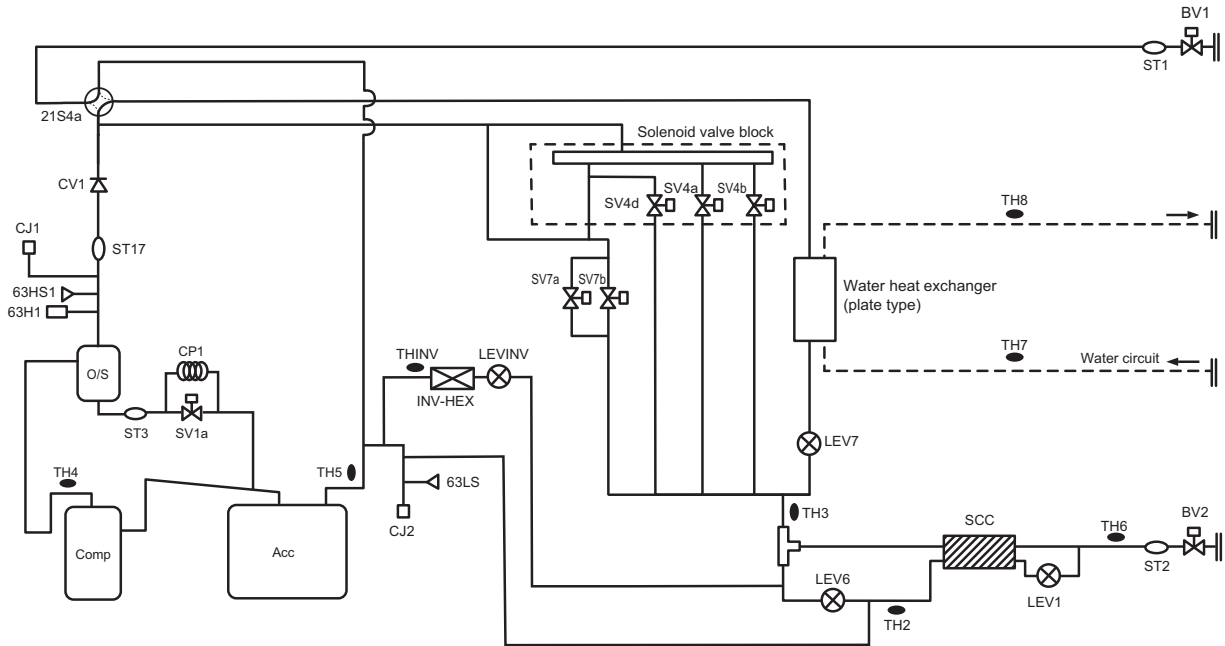 BV1
ST1
21S4a
Solenoid valve block
CV1
SV4a
SV4b
SV4d
TH8
CJ1
ST17
SV7a
SV7b
63HS1
63H1
Water heat exchanger
(plate type)
TH7
Water circuit
CP1
O/S
THINV
LEVINV
INV-HEX
ST3
SV1a
LEV7
TH4
TH5
63LS
CJ2
TH3
SCC
TH6
BV2
Comp
Acc
ST2
LEV6
LEV1
TH2